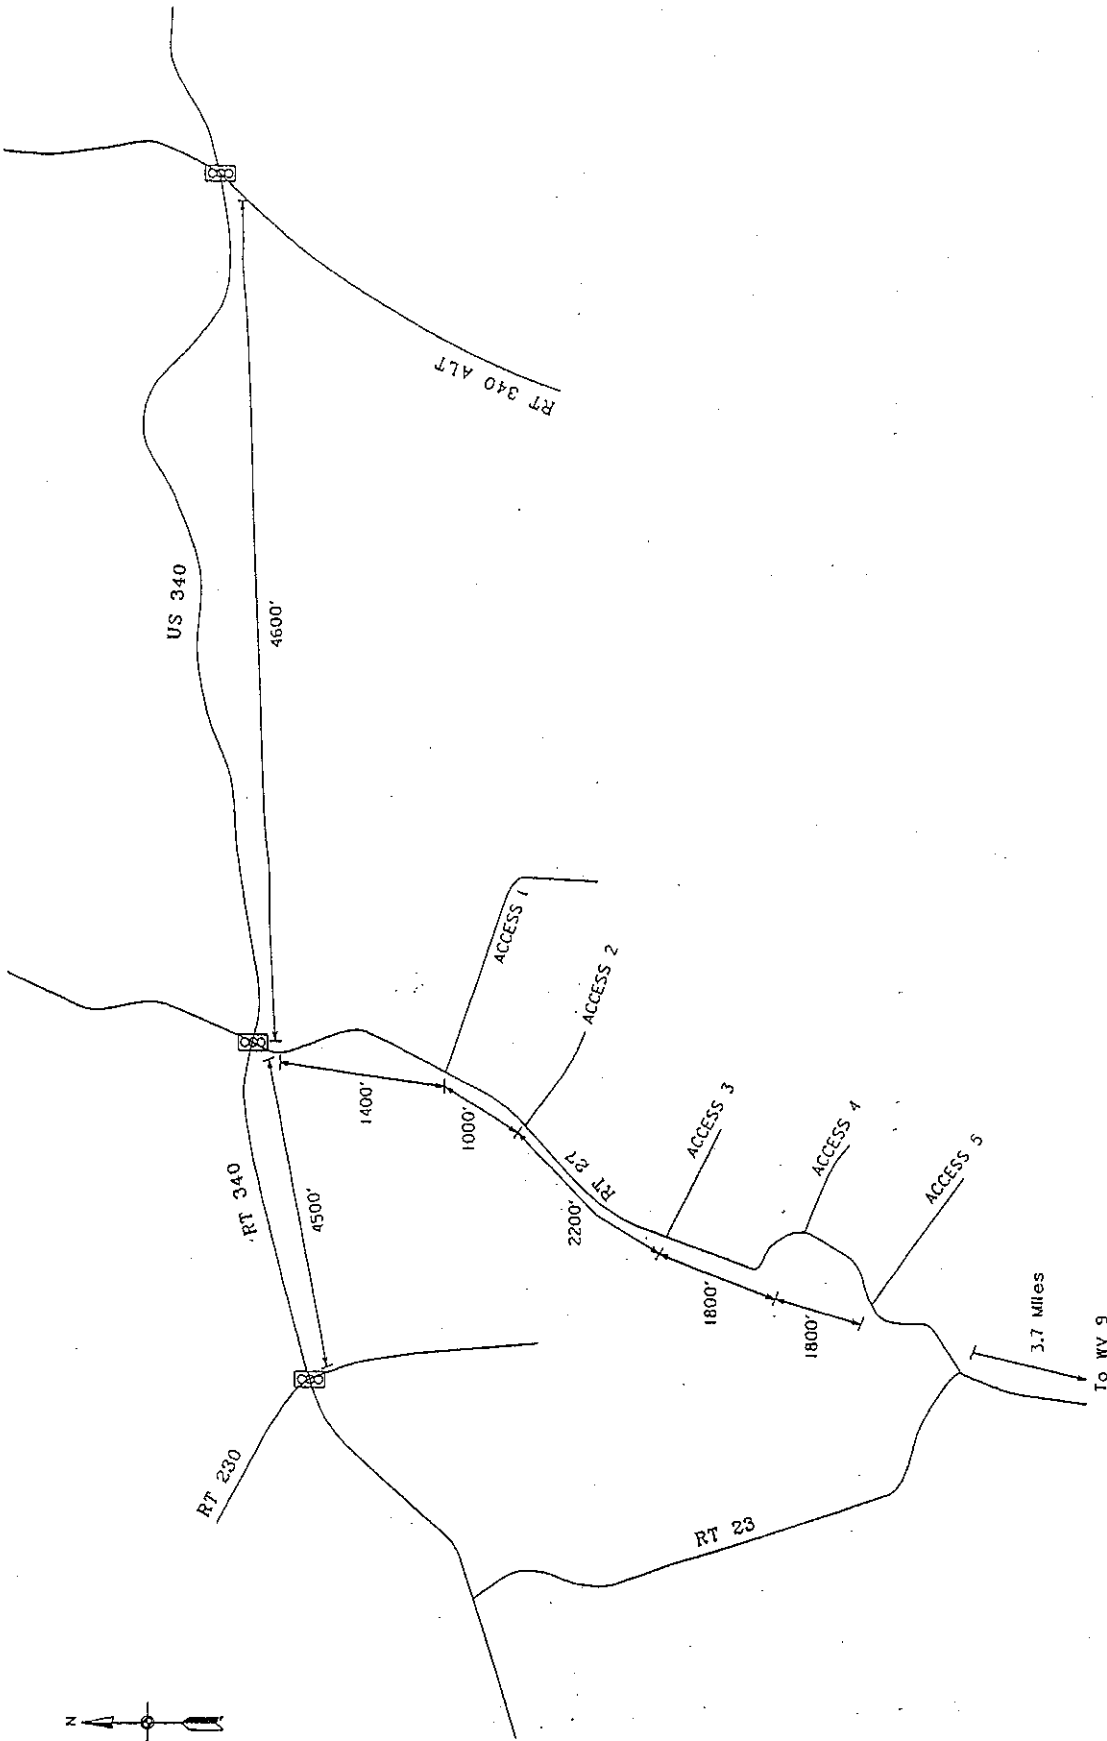 US 340
RT 340 ALT
4600'
RT 340
4500'
RT 230
1400'
1000'
2200'
1800'
1800'
RT 27
ACCESS 1
ACCESS 2
ACCESS 3
ACCESS 4
ACCESS 5
RT 23
3.7 Miles
To WV 9
N